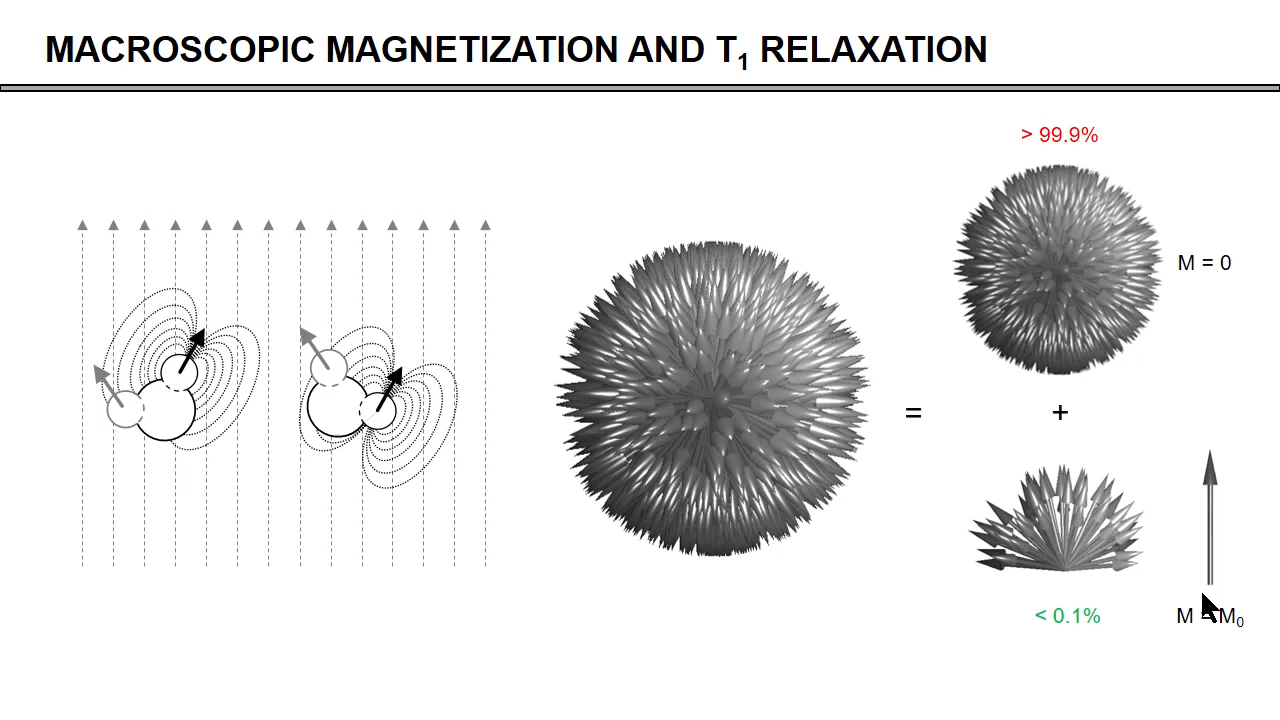 MACROSCOPIC MAGNETIZATION AND T₁ RELAXATION
> 99.9%
M = 0
=
+
< 0.1%
M = M₀